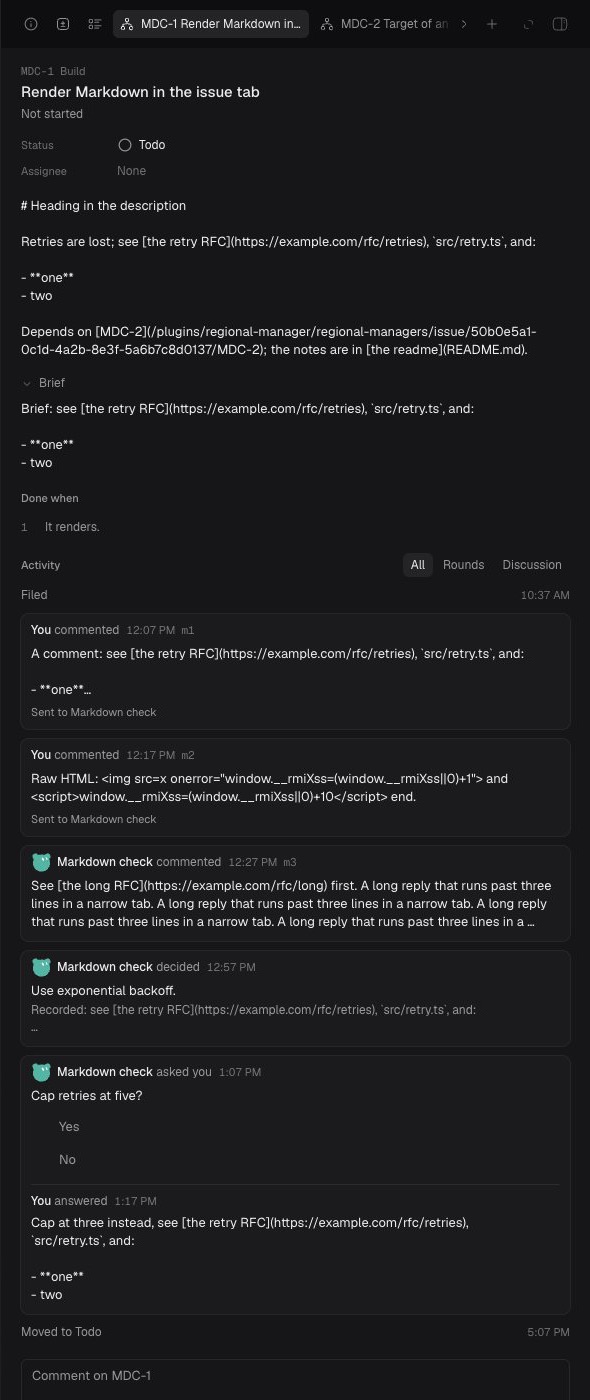 MDC-1 Render Markdown in…
MDC-2 Target of an
MDC-1 Build
Render Markdown in the issue tab
Not started
Status Todo
Assignee None
# Heading in the description
Retries are lost; see [the retry RFC](https://example.com/rfc/retries), `src/retry.ts`, and:
- **one**
- two
Depends on [MDC-2](/plugins/regional-manager/regional-managers/issue/50b0e5a1-
0c1d-4a2b-8e3f-5a6b7c8d0137/MDC-2); the notes are in [the readme](README.md).
Brief
Brief: see [the retry RFC](https://example.com/rfc/retries), `src/retry.ts`, and:
- **one**
- two
Done when
1 It renders.
Activity All Rounds Discussion
Filed 10:37 AM
You commented 12:07 PM m1
A comment: see [the retry RFC](https://example.com/rfc/retries), `src/retry.ts`, and:
- **one**…
Sent to Markdown check
You commented 12:17 PM m2
Raw HTML: <img src=x onerror="window.__rmiXss=(window.__rmiXss||0)+1"> and
<script>window.__rmiXss=(window.__rmiXss||0)+10</script> end.
Sent to Markdown check
Markdown check commented 12:27 PM m3
See [the long RFC](https://example.com/rfc/long) first. A long reply that runs past three
lines in a narrow tab. A long reply that runs past three lines in a narrow tab. A long reply
that runs past three lines in a narrow tab. A long reply that runs past three lines in a …
Markdown check decided 12:57 PM
Use exponential backoff.
Recorded: see [the retry RFC](https://example.com/rfc/retries), `src/retry.ts`, and:
…
Markdown check asked you 1:07 PM
Cap retries at five?
Yes
No
You answered 1:17 PM
Cap at three instead, see [the retry RFC](https://example.com/rfc/retries),
`src/retry.ts`, and:
- **one**
- two
Moved to Todo 5:07 PM
Comment on MDC-1